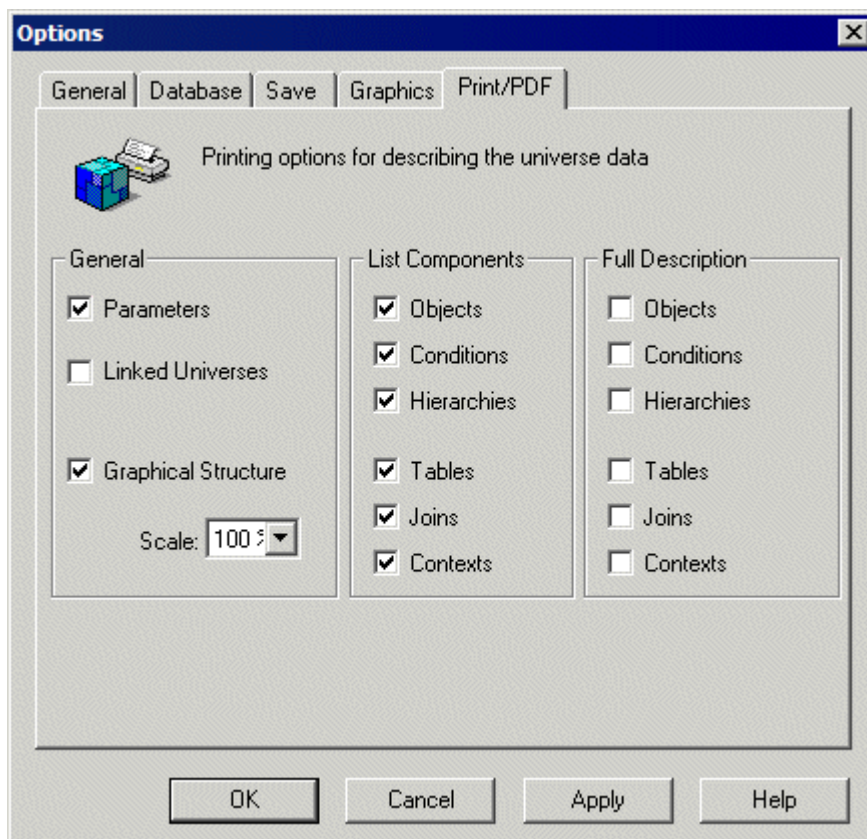 Options
General Database Save Graphics Print/PDF
Printing options for describing the universe data
General
Parameters
Linked Universes
Graphical Structure
Scale: 100 %
List Components
Objects
Conditions
Hierarchies
Tables
Joins
Contexts
Full Description
Objects
Conditions
Hierarchies
Tables
Joins
Contexts
OK Cancel Apply Help